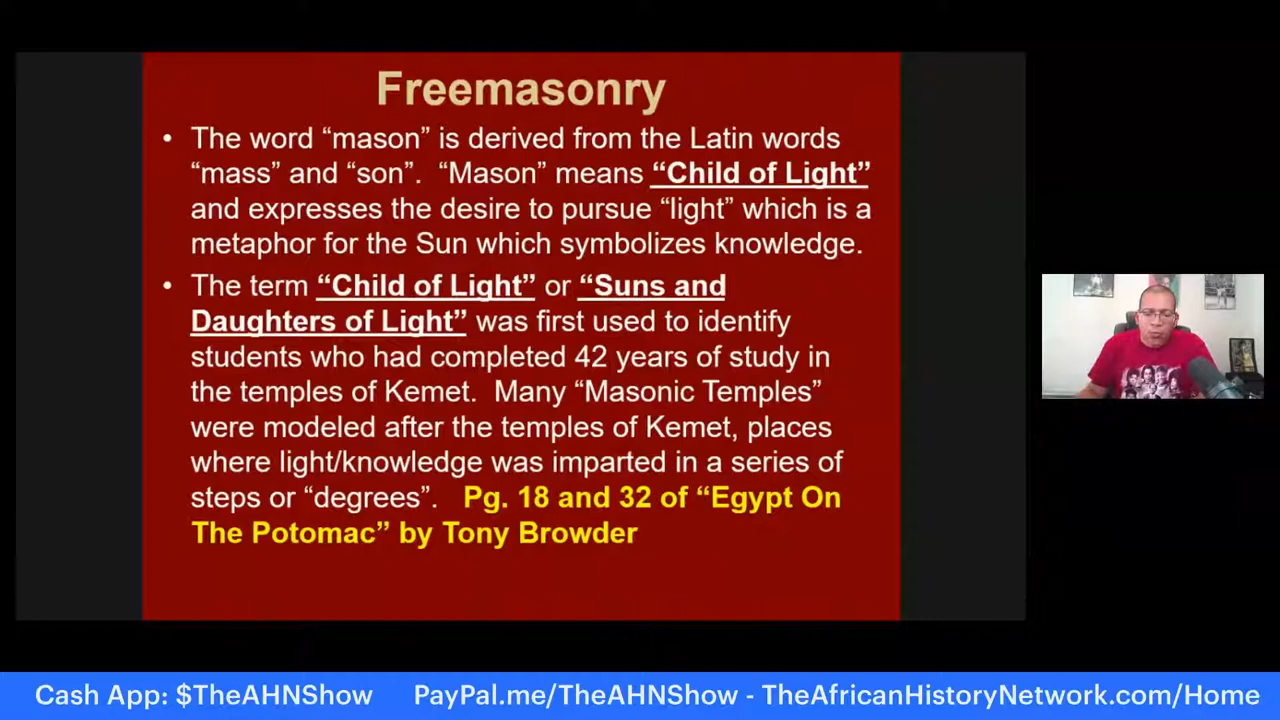 Freemasonry
• The word “mason” is derived from the Latin words
“mass” and “son”.  “Mason” means “Child of Light”
and expresses the desire to pursue “light” which is a
metaphor for the Sun which symbolizes knowledge.
• The term “Child of Light” or “Suns and
Daughters of Light” was first used to identify
students who had completed 42 years of study in
the temples of Kemet.  Many “Masonic Temples”
were modeled after the temples of Kemet, places
where light/knowledge was imparted in a series of
steps or “degrees”.   Pg. 18 and 32 of “Egypt On
The Potomac” by Tony Browder
Cash App: $TheAHNShow PayPal.me/TheAHNShow - TheAfricanHistoryNetwork.com/Home